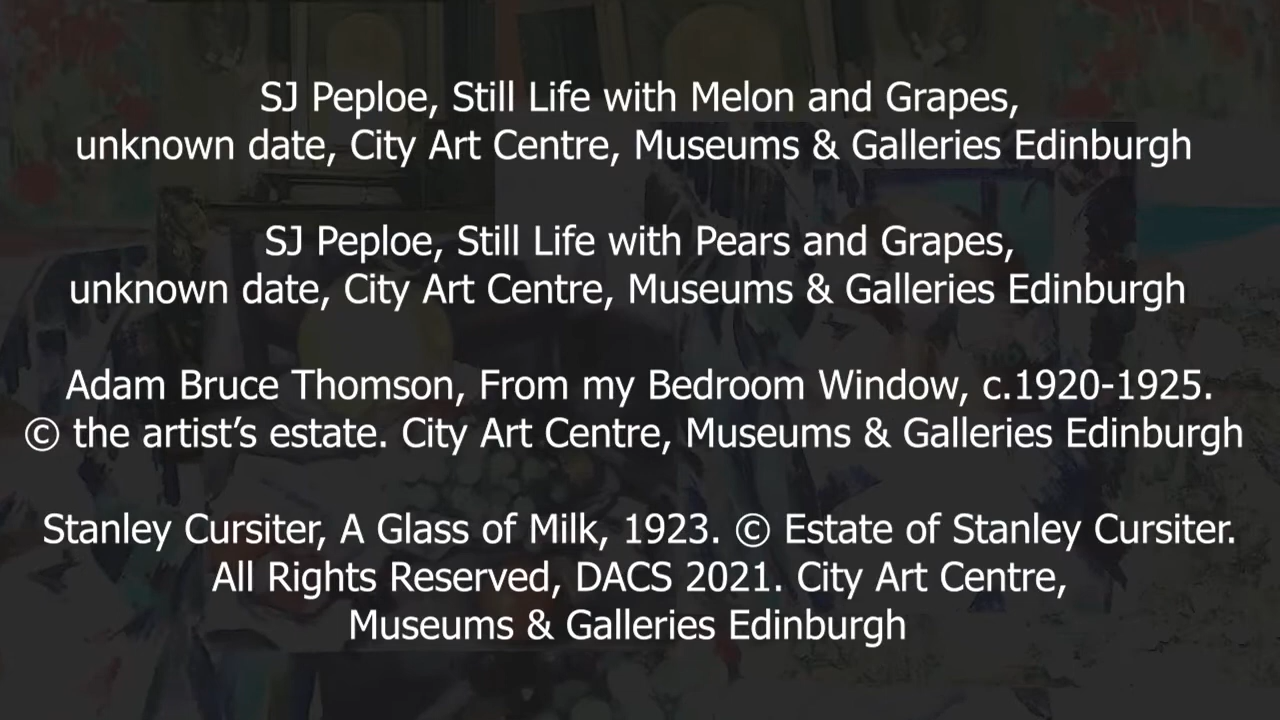 SJ Peploe, Still Life with Melon and Grapes,
unknown date, City Art Centre, Museums & Galleries Edinburgh
SJ Peploe, Still Life with Pears and Grapes,
unknown date, City Art Centre, Museums & Galleries Edinburgh
Adam Bruce Thomson, From my Bedroom Window, c.1920-1925.
© the artist’s estate. City Art Centre, Museums & Galleries Edinburgh
Stanley Cursiter, A Glass of Milk, 1923. © Estate of Stanley Cursiter.
All Rights Reserved, DACS 2021. City Art Centre,
Museums & Galleries Edinburgh